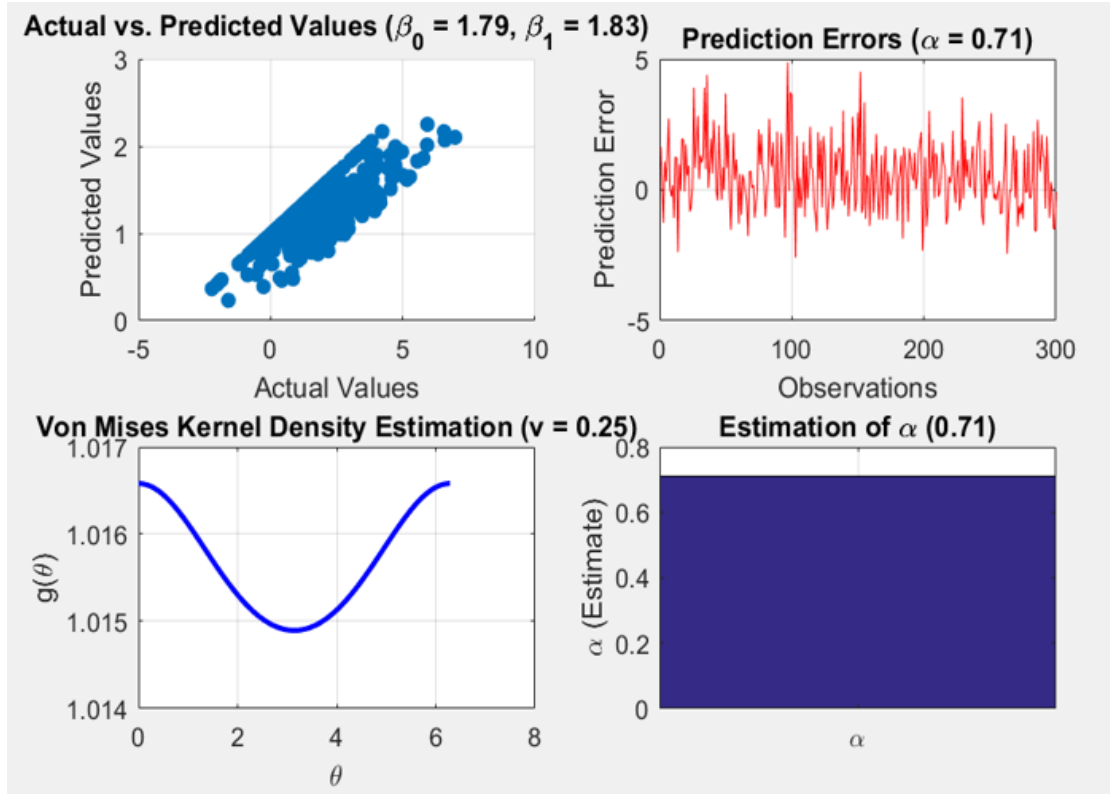 Actual vs. Predicted Values (β₀ = 1.79, β₁ = 1.83)
3
2
1
0
Predicted Values
-5
0
5
10
Actual Values
Prediction Errors (α = 0.71)
5
0
-5
Prediction Error
0
100
200
300
Observations
Von Mises Kernel Density Estimation (v = 0.25)
1.017
1.016
1.015
1.014
g(θ)
0
2
4
6
8
θ
Estimation of α (0.71)
0.8
0.6
0.4
0.2
0
α (Estimate)
α